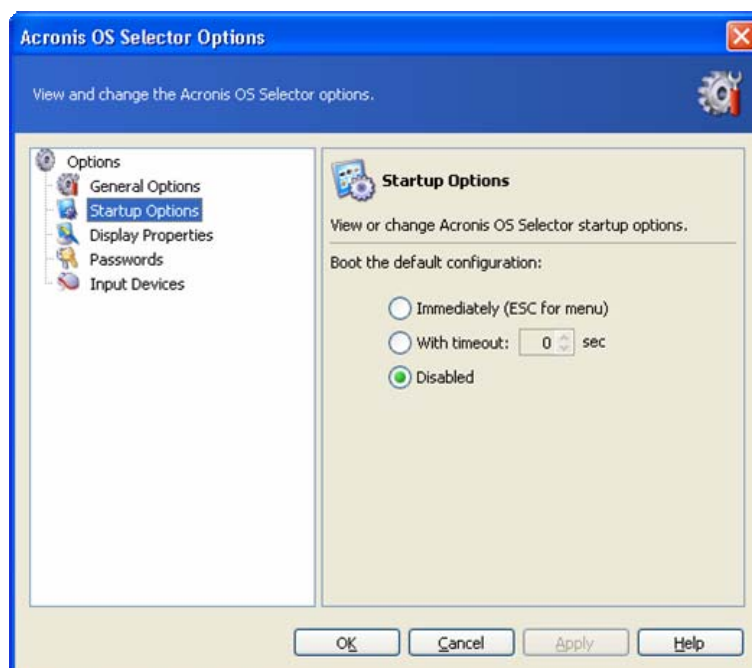 Acronis OS Selector Options
View and change the Acronis OS Selector options.
Options
General Options
Startup Options
Display Properties
Passwords
Input Devices
Startup Options
View or change Acronis OS Selector startup options.
Boot the default configuration:
Immediately (ESC for menu)
With timeout: 0 sec
Disabled
OK Cancel Apply Help